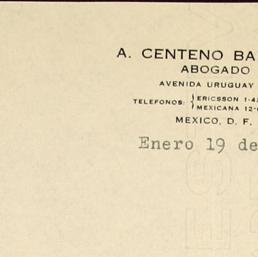 A. CENTENO BA
ABOGADO
AVENIDA URUGUAY
TELEFONOS: { ERICSSON 1-4
MEXICANA 12-
MEXICO, D. F.
Enero 19 de